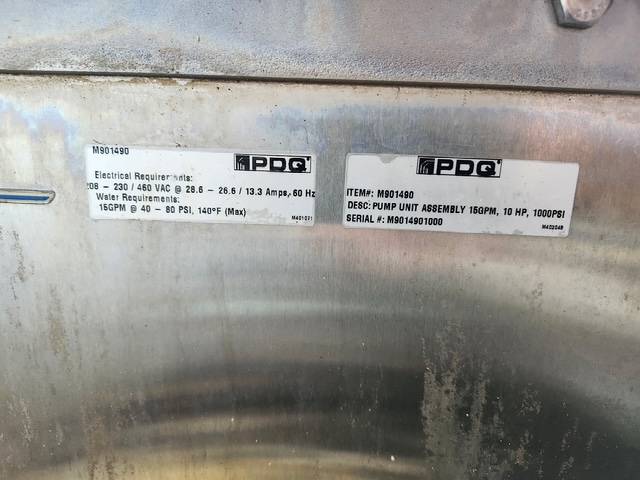 M901490
PDQ
Electrical Requirements:
208 - 230 / 460 VAC @ 28.6 - 26.6 / 13.3 Amps, 60 Hz
Water Requirements:
15GPM @ 40 - 80 PSI, 140°F (Max)
PDQ
ITEM#: M901490
DESC: PUMP UNIT ASSEMBLY 15GPM, 10 HP, 1000PSI
SERIAL #: M9014901000